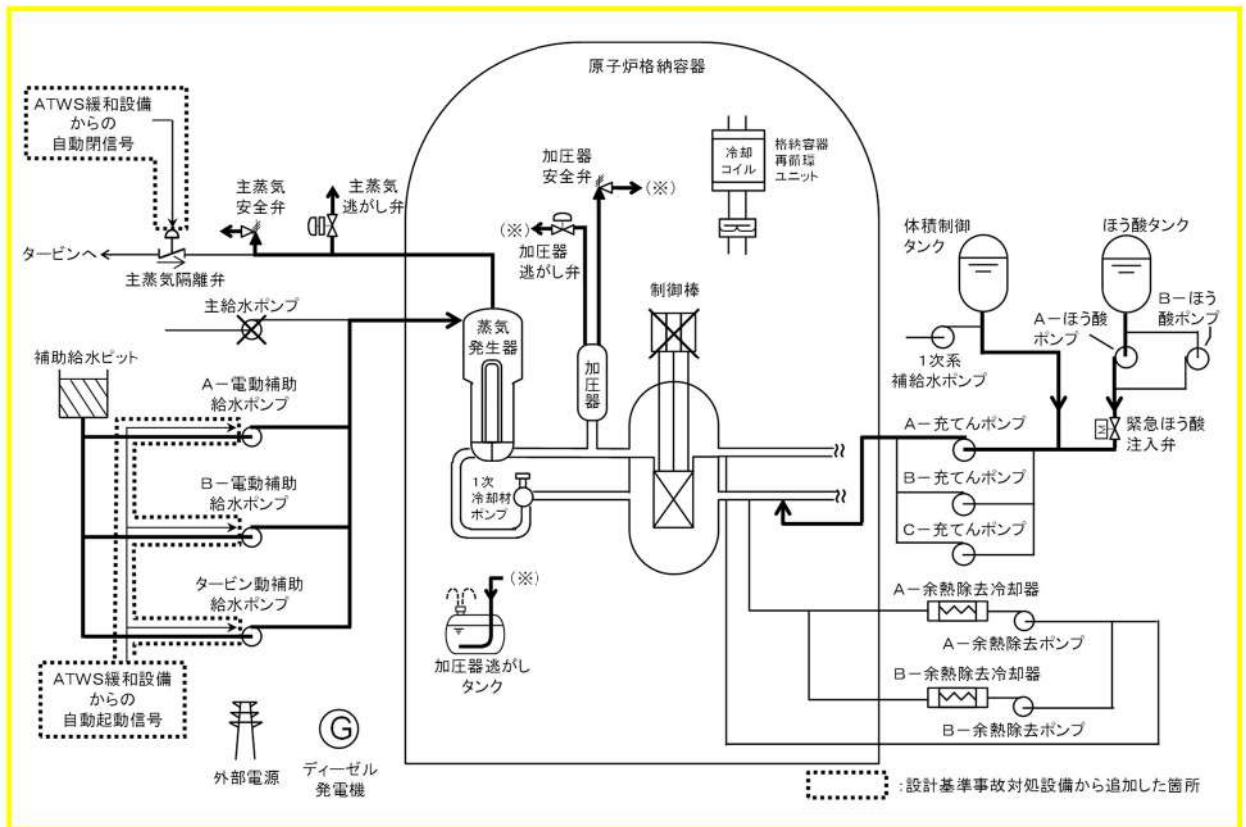 原子炉格納容器
ATWS緩和設備
からの
自動閉信号
主蒸気
安全弁
主蒸気
逃がし弁
タービンへ
主蒸気隔離弁
主給水ポンプ
補助給水ピット
A－電動補助
給水ポンプ
B－電動補助
給水ポンプ
タービン動補助
給水ポンプ
ATWS緩和設備
からの
自動起動信号
外部電源
G
ディーゼル
発電機
加圧器
安全弁
(※)
(※)
加圧器
逃がし弁
冷却
コイル
格納容器
再循環
ユニット
制御棒
蒸気
発生器
加圧器
1次
冷却材
ポンプ
(※)
加圧器逃がし
タンク
体積制御
タンク
ほう酸タンク
B－ほう
酸ポンプ
A－ほう酸
ポンプ
1次系
補給水ポンプ
M
緊急ほう酸
注入弁
A－充てんポンプ
B－充てんポンプ
C－充てんポンプ
A－余熱除去冷却器
A－余熱除去ポンプ
B－余熱除去冷却器
B－余熱除去ポンプ
：設計基準事故対処設備から追加した箇所